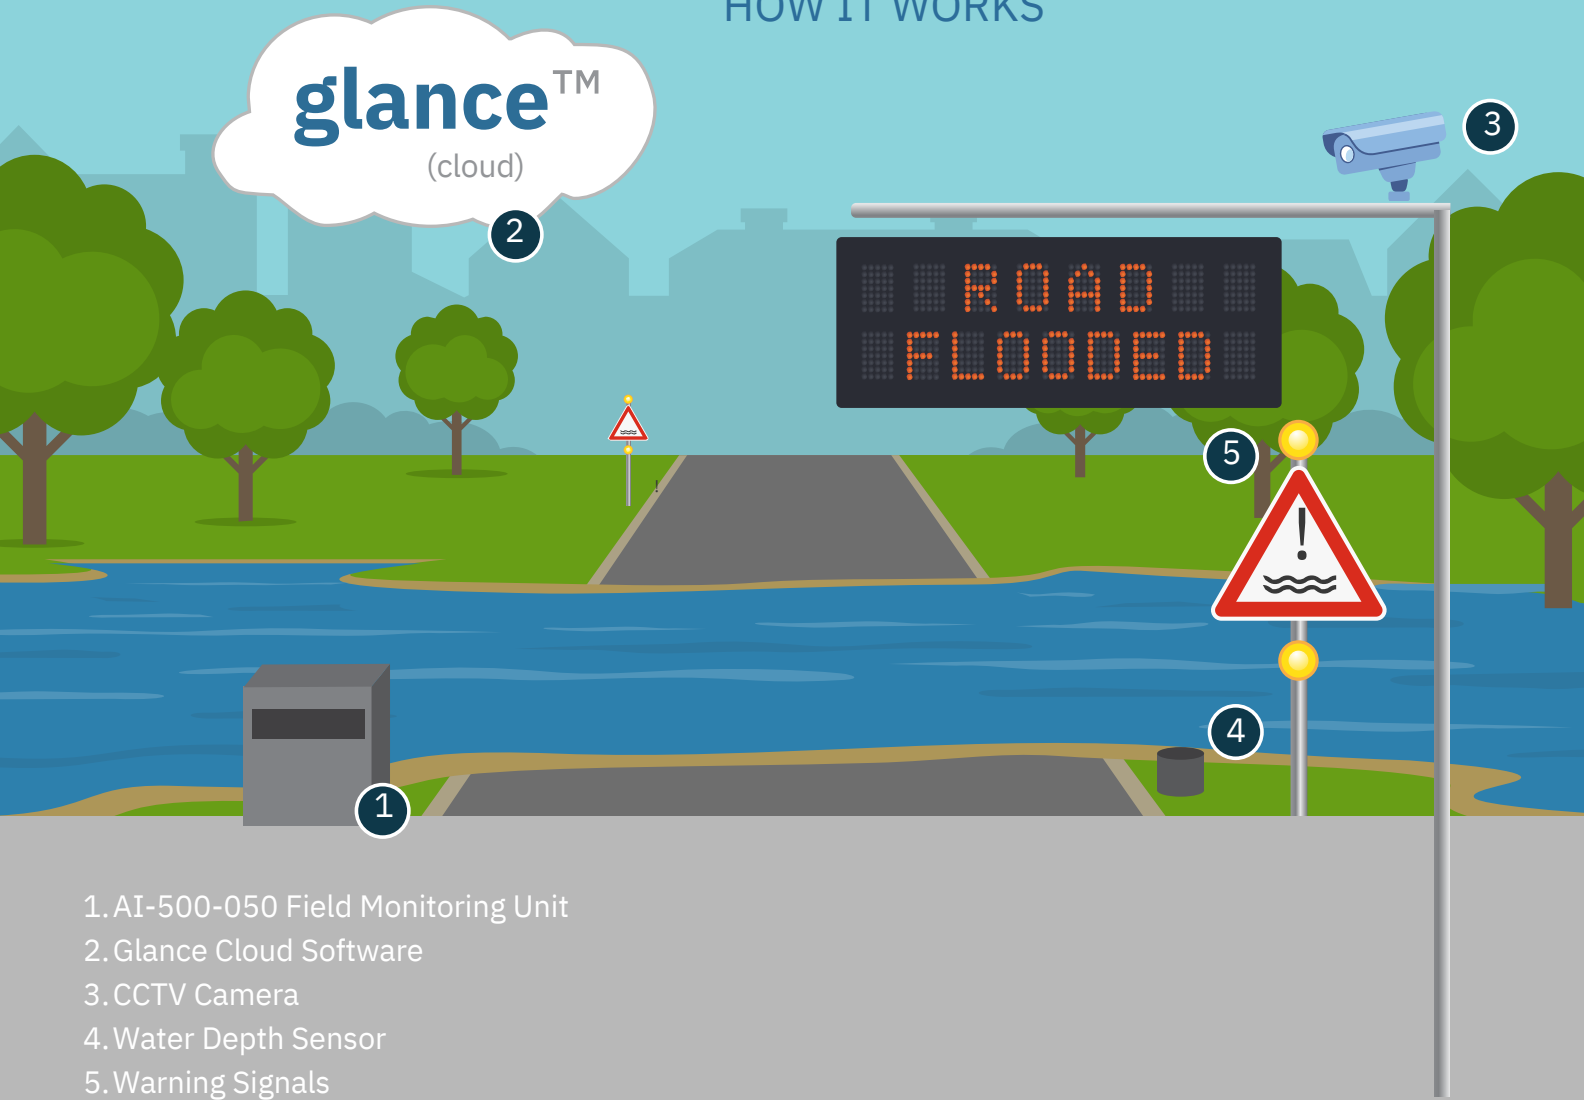 HOW IT WORKS
glance™
(cloud)
2
3
ROAD
FLOODED
5
!
!
4
1
1. AI-500-050 Field Monitoring Unit
2. Glance Cloud Software
3. CCTV Camera
4. Water Depth Sensor
5. Warning Signals